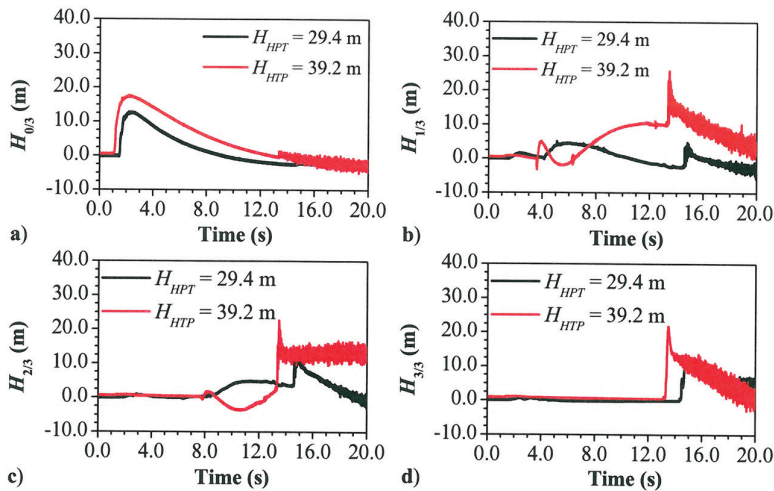 40.0
30.0
20.0
10.0
0.0
-10.0
H0/3 (m)
HHPT = 29.4 m
HHTP = 39.2 m
0.0 4.0 8.0 12.0 16.0 20.0
Time (s)
a)
40.0
30.0
20.0
10.0
0.0
-10.0
H1/3 (m)
HHPT = 29.4 m
HHTP = 39.2 m
0.0 4.0 8.0 12.0 16.0 20.0
Time (s)
b)
40.0
30.0
20.0
10.0
0.0
-10.0
H2/3 (m)
HHPT = 29.4 m
HHTP = 39.2 m
0.0 4.0 8.0 12.0 16.0 20.0
Time (s)
c)
40.0
30.0
20.0
10.0
0.0
-10.0
H3/3 (m)
HHPT = 29.4 m
HHTP = 39.2 m
0.0 4.0 8.0 12.0 16.0 20.0
Time (s)
d)